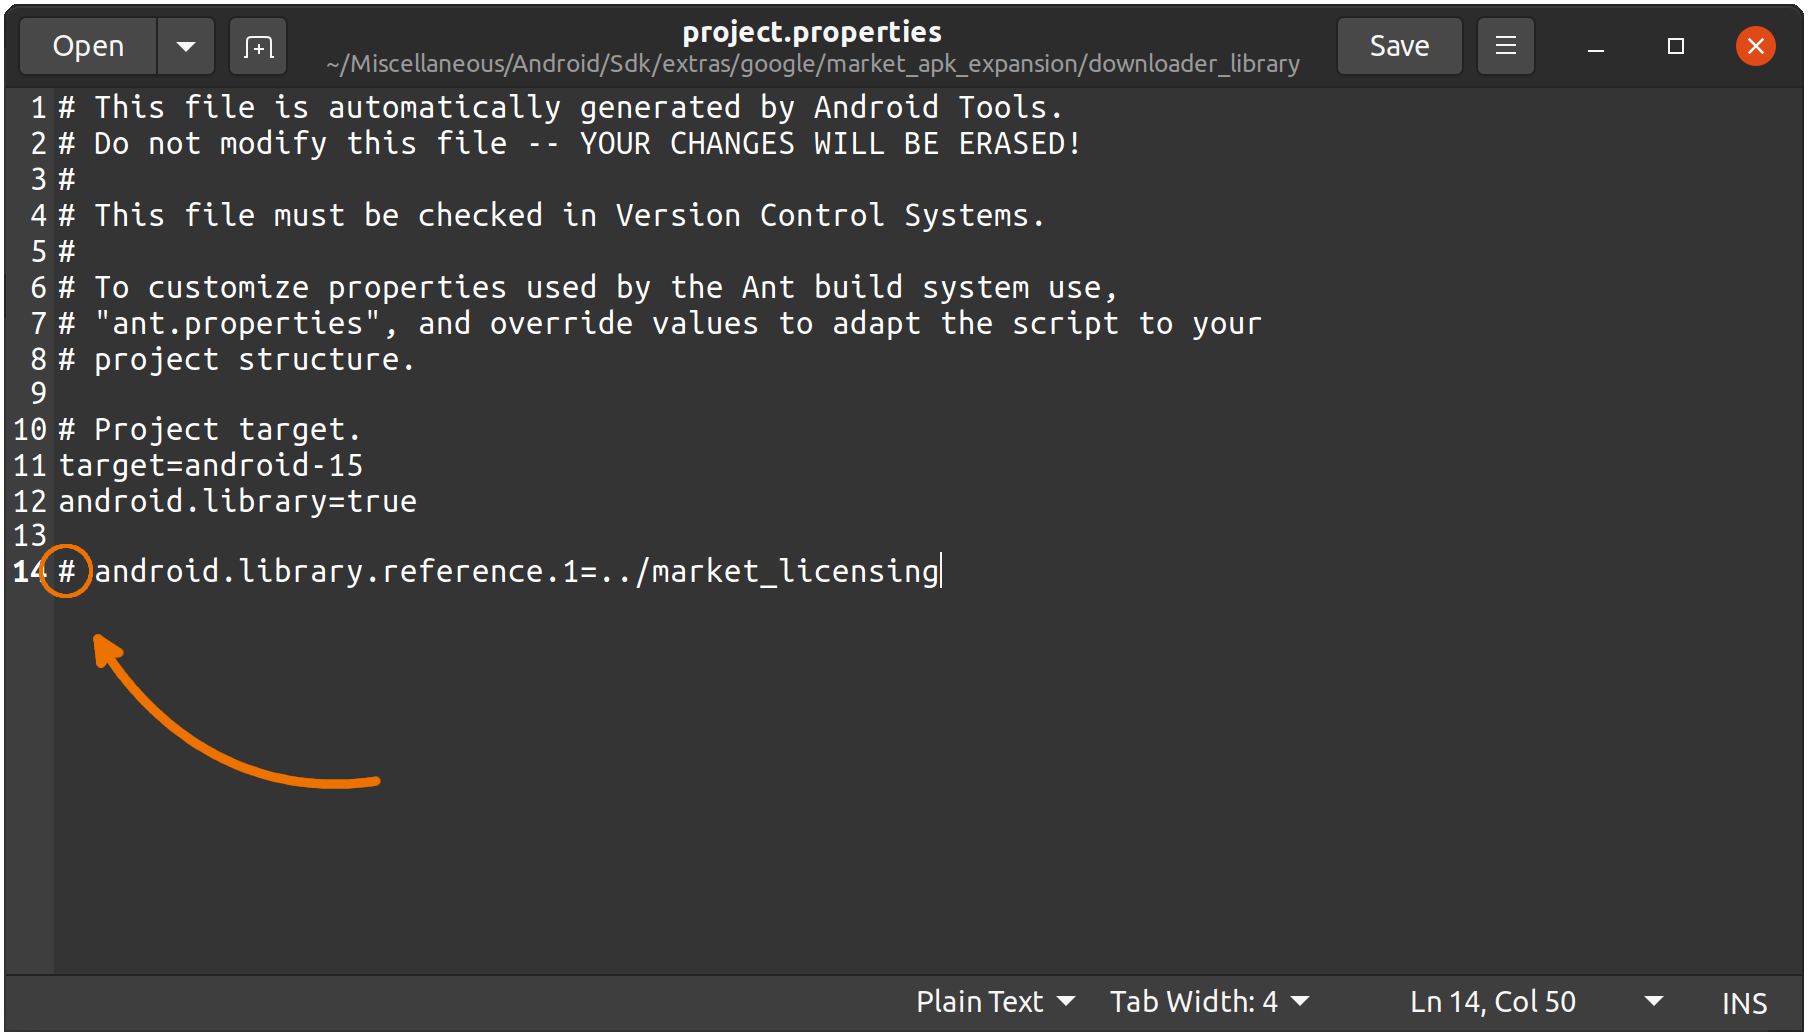 Open
project.properties
~/Miscellaneous/Android/Sdk/extras/google/market_apk_expansion/downloader_library
Save
1 # This file is automatically generated by Android Tools.
2 # Do not modify this file -- YOUR CHANGES WILL BE ERASED!
3 #
4 # This file must be checked in Version Control Systems.
5 #
6 # To customize properties used by the Ant build system use,
7 # "ant.properties", and override values to adapt the script to your
8 # project structure.
9
10 # Project target.
11 target=android-15
12 android.library=true
13
14 # android.library.reference.1=../market_licensing
Plain Text Tab Width: 4 Ln 14, Col 50 INS